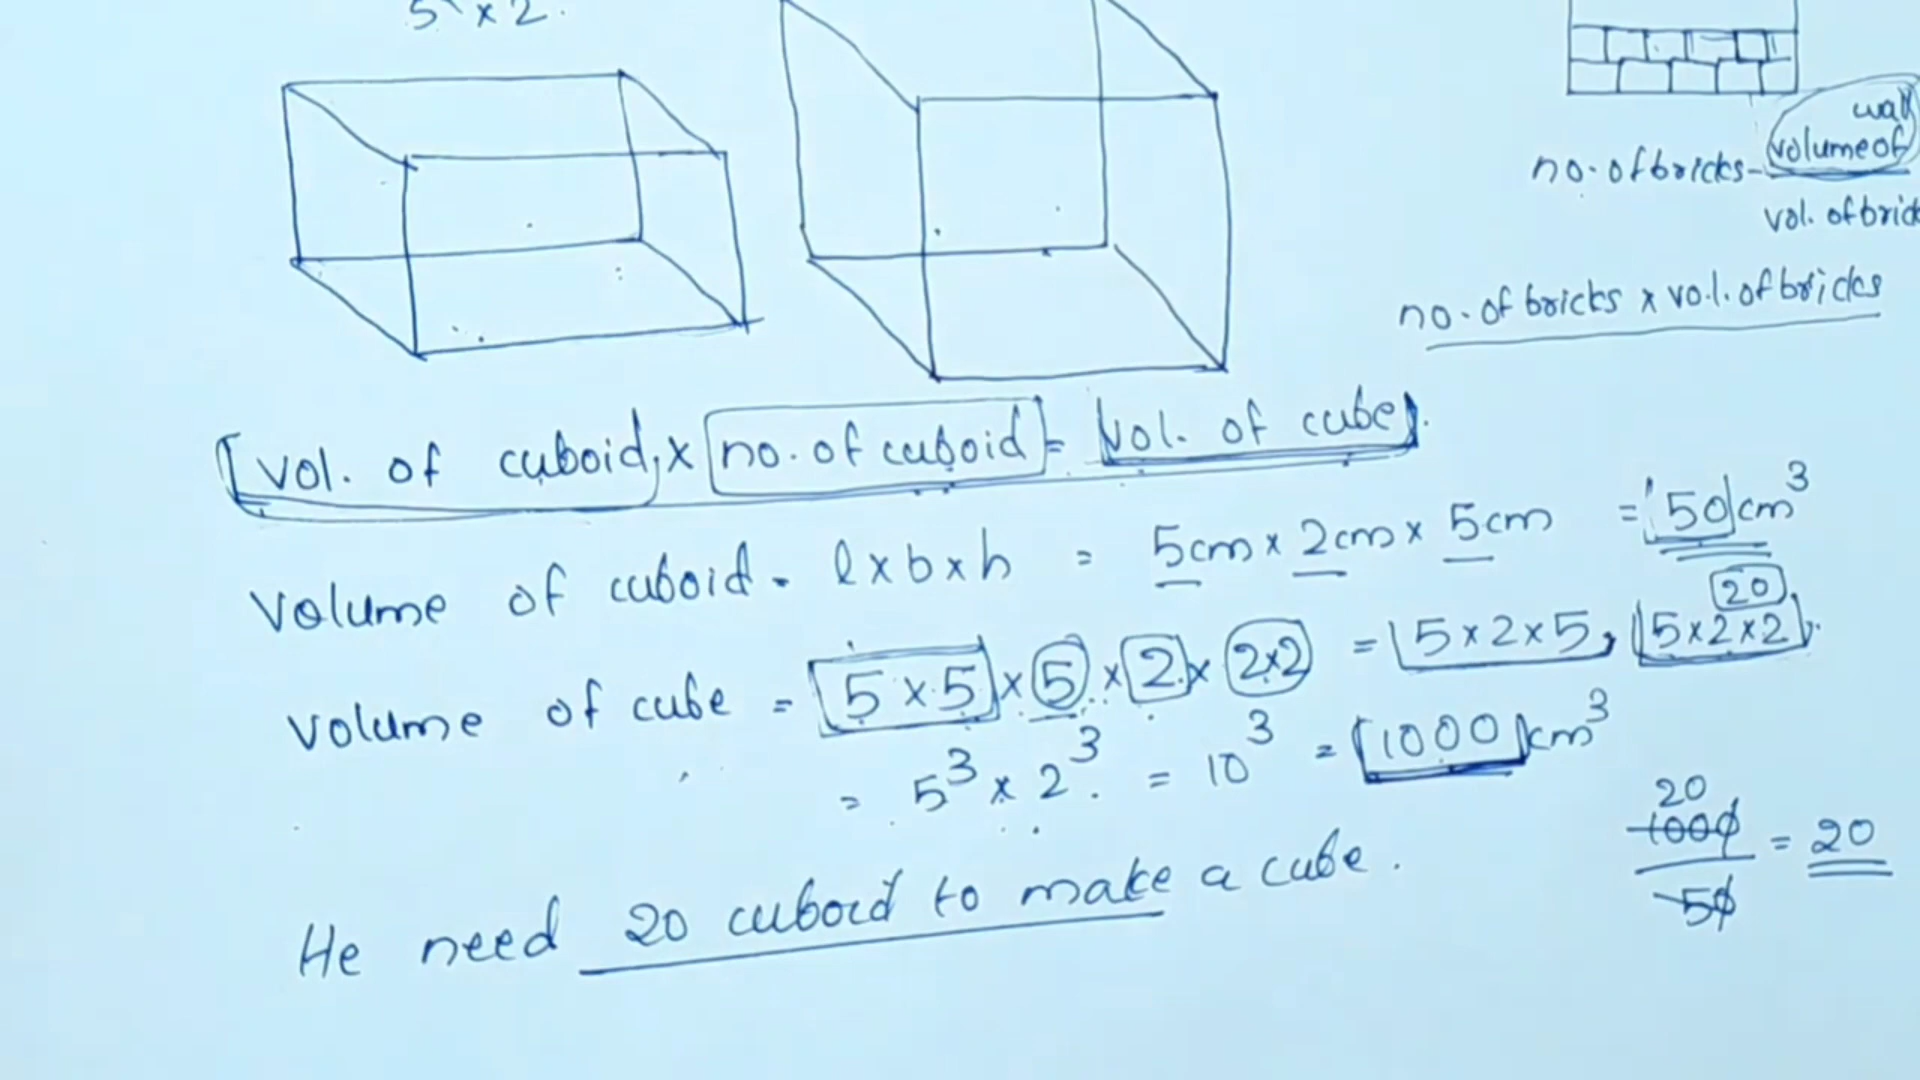 5² × 2.
wall
volume of
no. of bricks -
vol. of brick
no. of bricks × vol. of bricks
vol. of cuboid × no. of cuboid = vol. of cube.
volume of cuboid = l×b×h = 5cm × 2cm × 5cm = 50 cm³
20
volume of cube = 5×5 × 5 × 2 × 2×2 = 5×2×5, 5×2×2.
= 5³ × 2³. = 10³ = 1000 cm³
20
1000 = 20
50
He need 20 cuboid to make a cube.